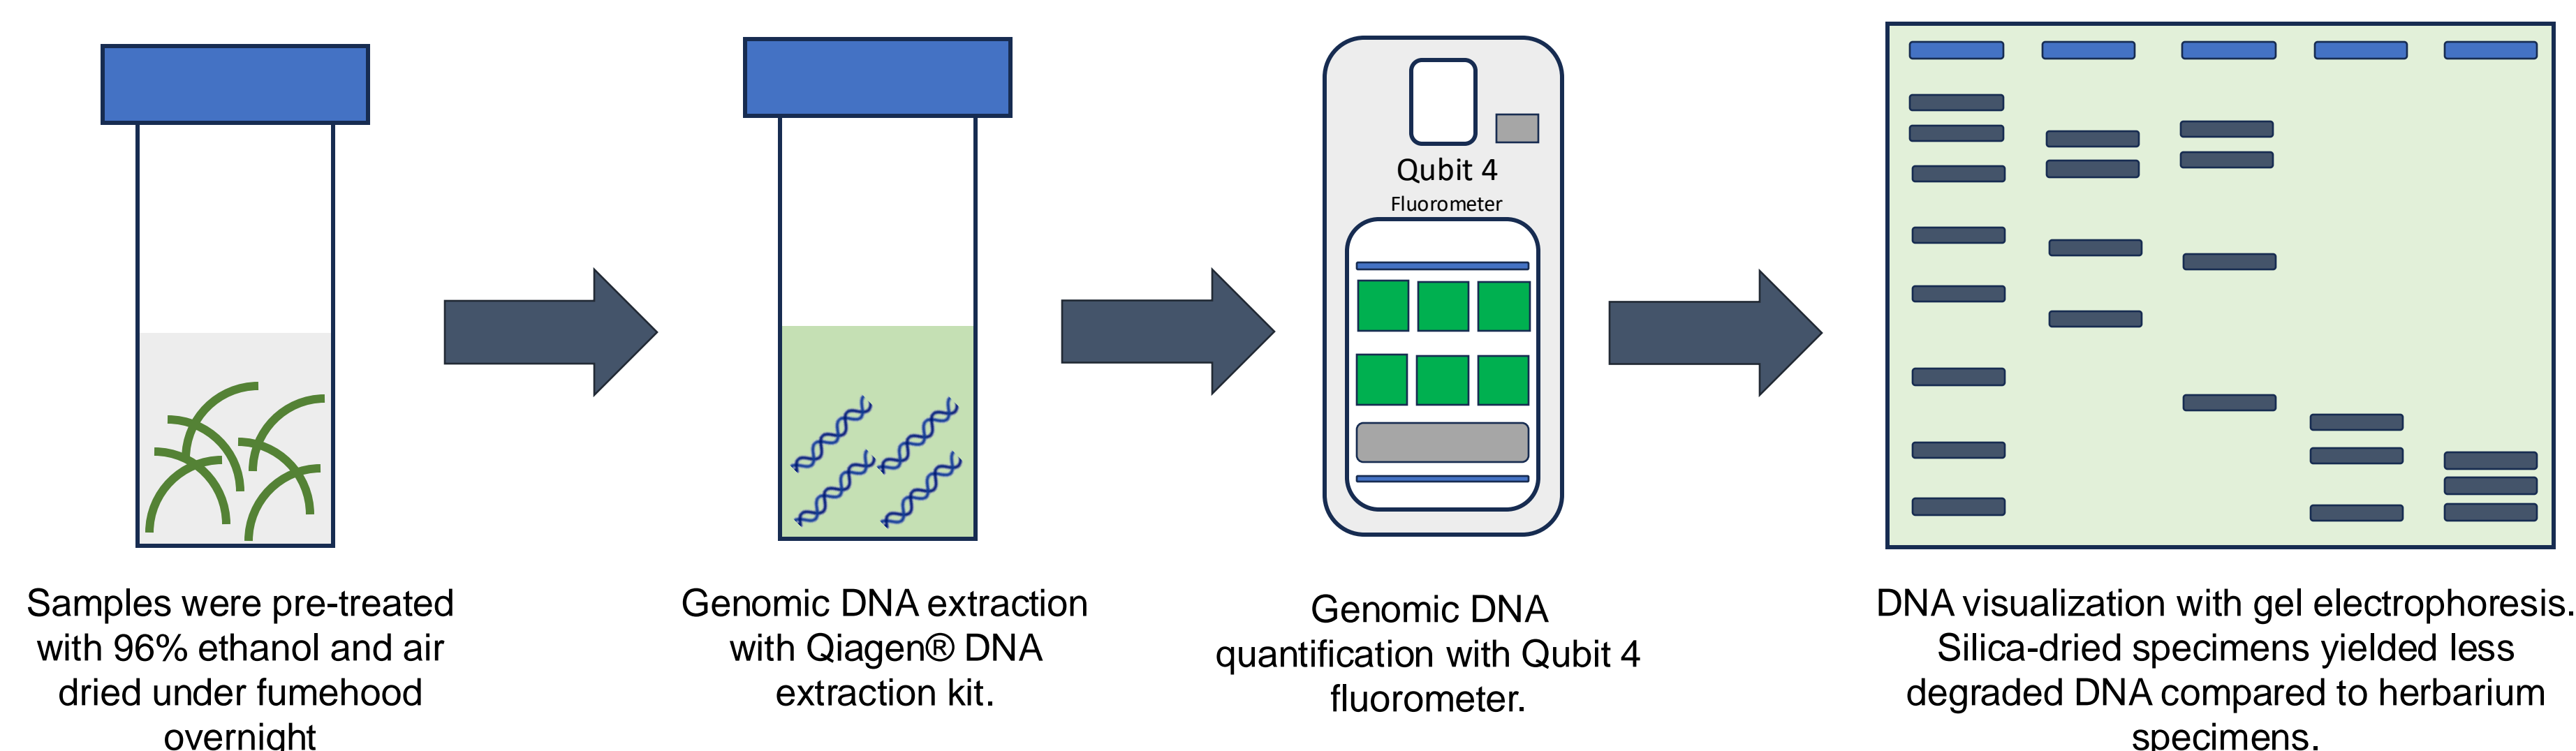 Qubit 4
Fluorometer
Samples were pre-treated
with 96% ethanol and air
dried under fumehood
overnight
Genomic DNA extraction
with Qiagen® DNA
extraction kit.
Genomic DNA
quantification with Qubit 4
fluorometer.
DNA visualization with gel electrophoresis.
Silica-dried specimens yielded less
degraded DNA compared to herbarium
specimens.